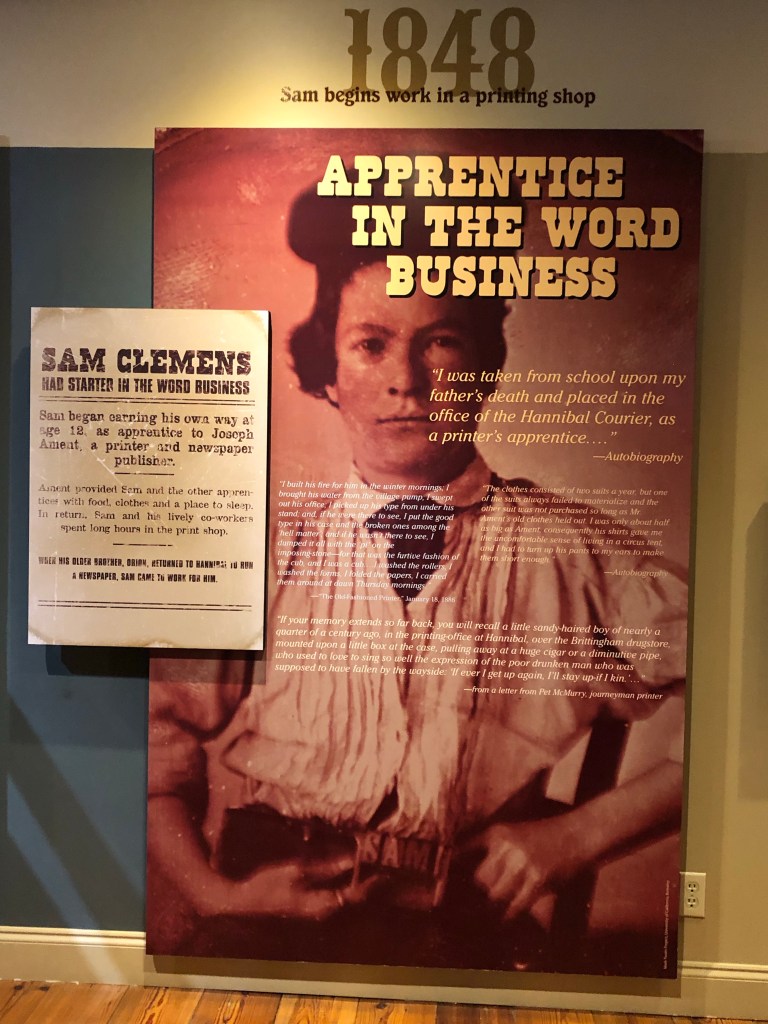 1848
Sam begins work in a printing shop
APPRENTICE
IN THE WORD
BUSINESS
SAM CLEMENS
HAD STARTER IN THE WORD BUSINESS
Sam began earning his own way at
age 12, as apprentice to Joseph
Ament, a printer and newspaper
publisher.
Ament provided Sam and the other appren-
tices with food, clothes and a place to sleep.
In return, Sam and his lively co-workers
spent long hours in the print shop.
WHEN HIS OLDER BROTHER, ORION, RETURNED TO HANNIBAL TO RUN
A NEWSPAPER, SAM CAME TO WORK FOR HIM.
"I was taken from school upon my
father's death and placed in the
office of the Hannibal Courier, as
a printer's apprentice...."
—Autobiography
"I built his fire for him in the winter mornings; I
brought his water from the village pump, I swept
out his office; I picked up his type from under his
stand; and, if he were there to see, I put the good
type in his case and the broken ones among the
'hell matter'; and if he wasn't there to see, I
dumped it all with the 'pi' on the
imposing-stone—for that was the furtive fashion of
the cub, and I was a cub....I washed the rollers, I
washed the forms, I folded the papers, I carried
them around at dawn Thursday mornings"
—"The Old-Fashioned Printer," January 18, 1886
"The clothes consisted of two suits a year, but one
of the suits always failed to materialize and the
other suit was not purchased so long as Mr.
Ament's old clothes held out. I was only about half
as big as Ament, consequently his shirts gave me
the uncomfortable sense of living in a circus tent,
and I had to turn up his pants to my ears to make
them short enough."
—Autobiography
"If your memory extends so far back, you will recall a little sandy-haired boy of nearly a
quarter of a century ago, in the printing-office at Hannibal, over the Brittingham drugstore,
mounted upon a little box at the case, pulling away at a huge cigar or a diminutive pipe,
who used to love to sing so well the expression of the poor drunken man who was
supposed to have fallen by the wayside: 'If ever I get up again, I'll stay up-if I kin.'..."
—from a letter from Pet McMurry, journeyman printer
SAM